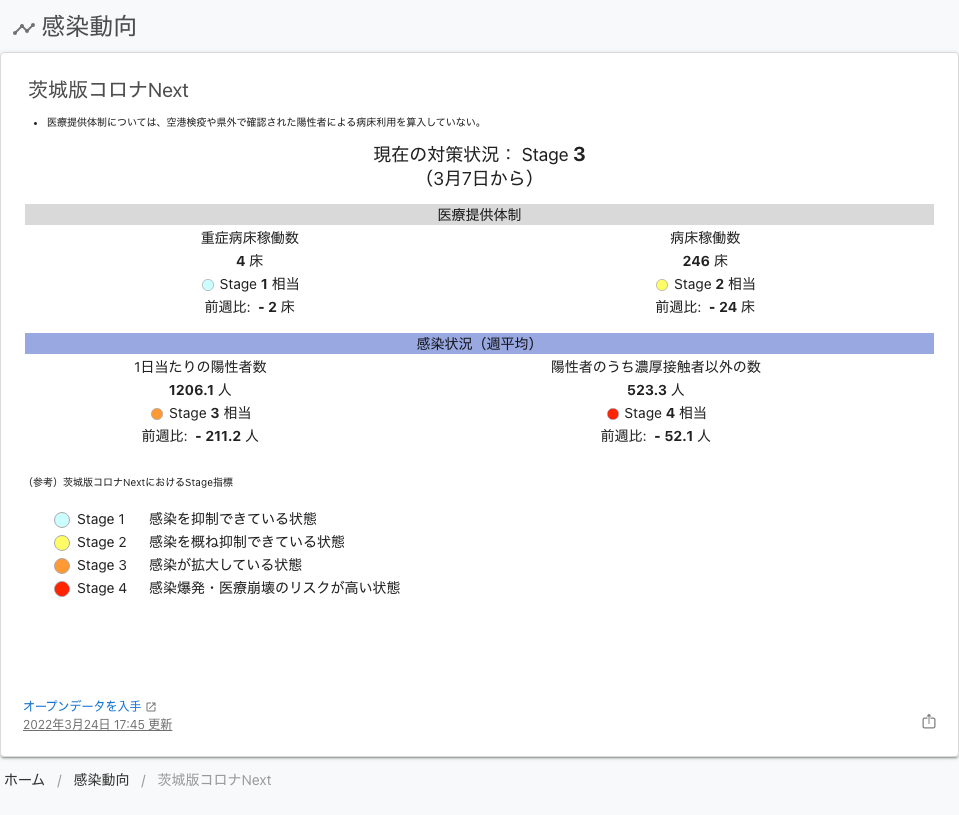 感染動向
茨城版コロナNext
• 医療提供体制については、空港検疫や県外で確認された陽性者による病床利用を算入していない。
現在の対策状況： Stage 3
（3月7日から）
医療提供体制
重症病床稼働数 病床稼働数
4 床 246 床
Stage 1 相当 Stage 2 相当
前週比: - 2 床 前週比: - 24 床
感染状況（週平均）
1日当たりの陽性者数 陽性者のうち濃厚接触者以外の数
1206.1 人 523.3 人
Stage 3 相当 Stage 4 相当
前週比: - 211.2 人 前週比: - 52.1 人
（参考）茨城版コロナNextにおけるStage指標
Stage 1 感染を抑制できている状態
Stage 2 感染を概ね抑制できている状態
Stage 3 感染が拡大している状態
Stage 4 感染爆発・医療崩壊のリスクが高い状態
オープンデータを入手
2022年3月24日 17:45 更新
ホーム / 感染動向 / 茨城版コロナNext